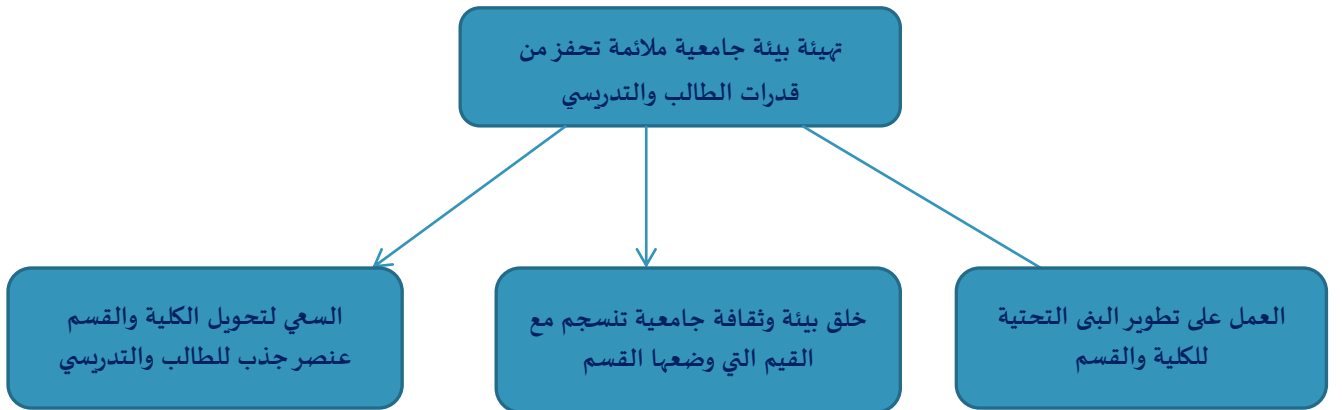 تهيئة بيئة جامعية ملائمة تحفز من
قدرات الطالب والتدريسي
العمل على تطوير البنى التحتية
للكلية والقسم
خلق بيئة وثقافة جامعية تنسجم مع
القيم التي وضعها القسم
السعي لتحويل الكلية والقسم
عنصر جذب للطالب والتدريسي